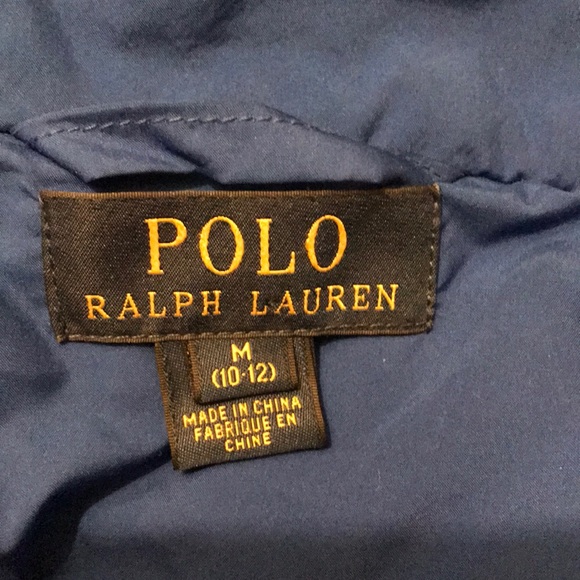 POLO
RALPH LAUREN
M
(10-12)
MADE IN CHINA
FABRIQUE EN
CHINE